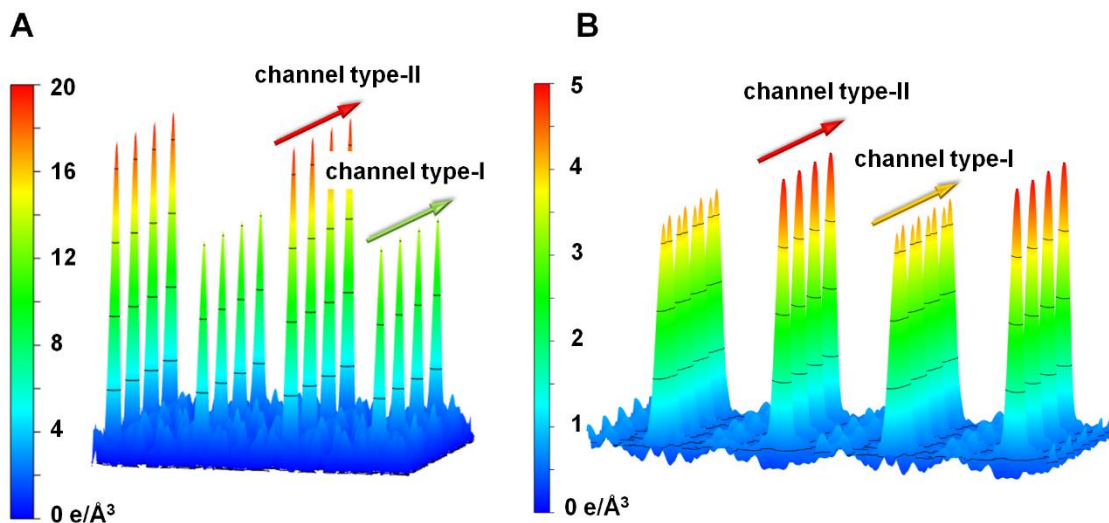 A
20
16
12
8
4
0 e/Å³
channel type-II
channel type-I
B
5
4
3
2
1
0 e/Å³
channel type-II
channel type-I